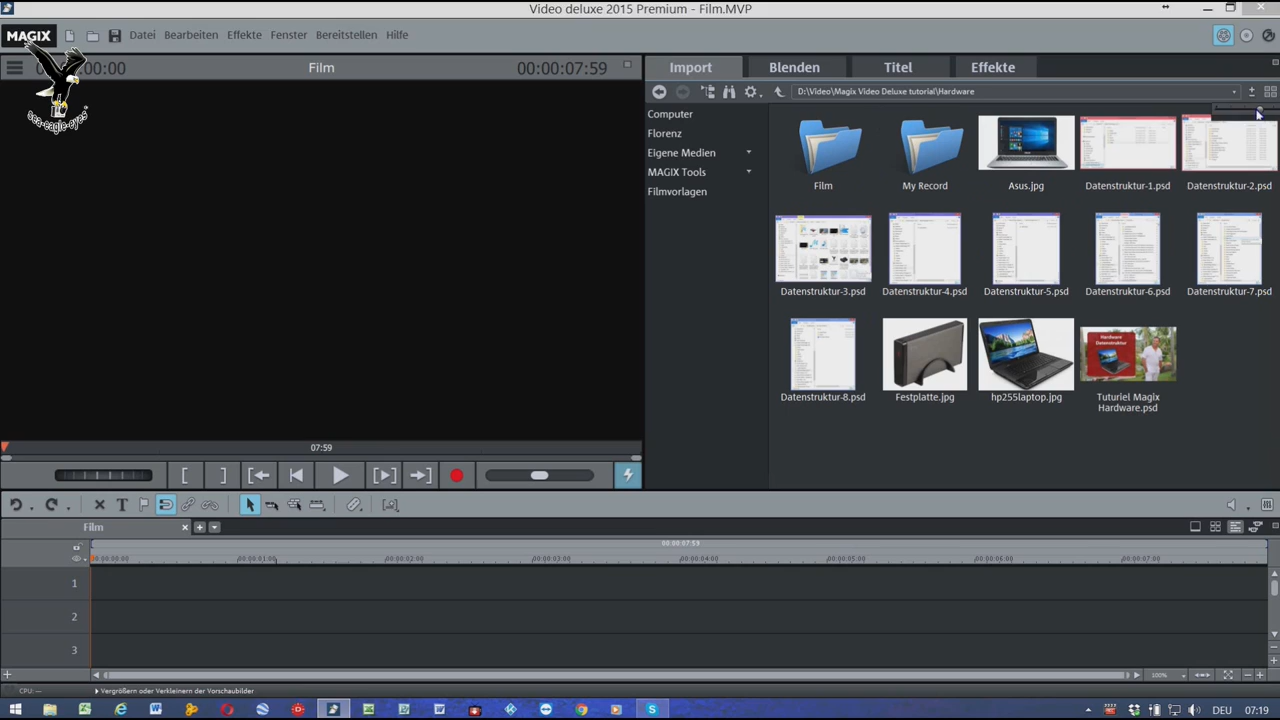 Video deluxe 2015 Premium - Film.MVP
MAGIX Datei Bearbeiten Effekte Fenster Bereitstellen Hilfe
sea-eagle-eyes
Film 00:00:07:59
Import Blenden Titel Effekte
D:\Video\Magix Video Deluxe tutorial\Hardware
Computer
Florenz
Eigene Medien
MAGIX Tools
Filmvorlagen
Film My Record Asus.jpg Datenstruktur-1.psd Datenstruktur-2.psd
Datenstruktur-3.psd Datenstruktur-4.psd Datenstruktur-5.psd Datenstruktur-6.psd Datenstruktur-7.psd
Hardware
Datenstruktur
Datenstruktur-8.psd Festplatte.jpg hp255laptop.jpg Tuturiel Magix
Hardware.psd
07:59
Film
00:00:07:59
00:00:00:00 00:00:01:00 00:00:02:00 00:00:03:00 00:00:04:00 00:00:05:00 00:00:06:00 00:00:07:00
1
2
3
100%
CPU: — Vergrößern oder Verkleinern der Vorschaubilder
DEU 07:19